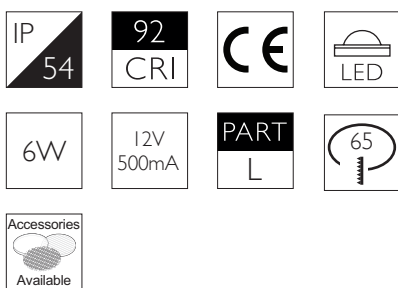 IP
54
92
CRI
CE
LED
6W
12V
500mA
PART
L
65
Accessories
Available